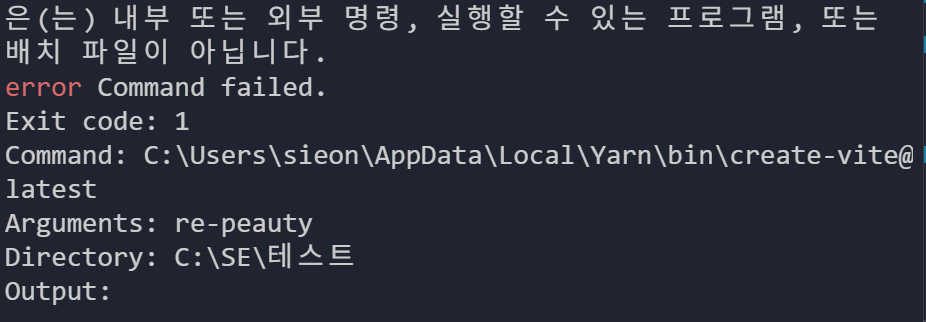 은(는) 내부 또는 외부 명령, 실행할 수 있는 프로그램, 또는
배치 파일이 아닙니다.
error Command failed.
Exit code: 1
Command: C:\Users\sieon\AppData\Local\Yarn\bin\create-vite@
latest
Arguments: re-peauty
Directory: C:\SE\테스트
Output: